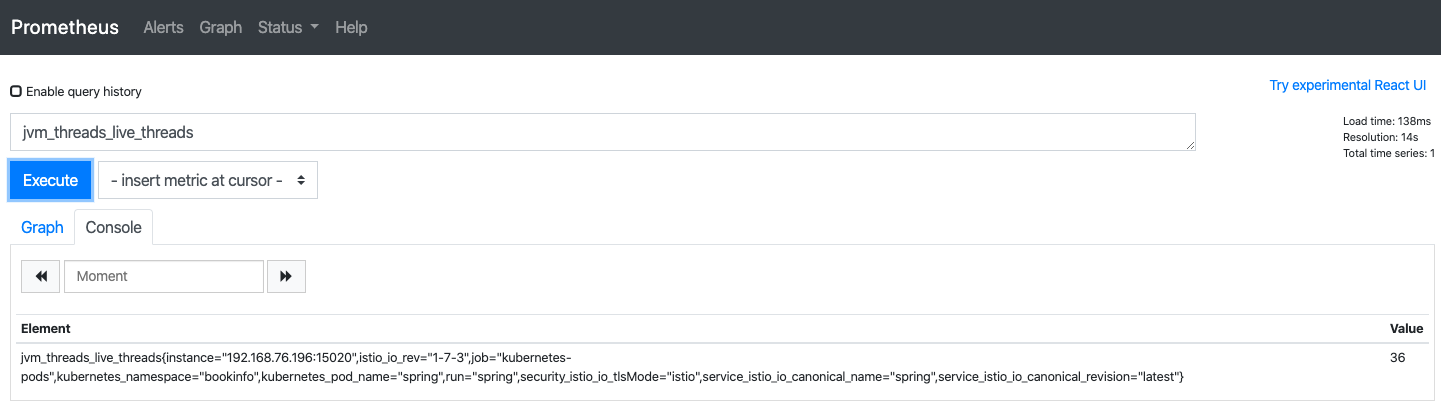 Prometheus Alerts Graph Status Help
Enable query history
Try experimental React UI
jvm_threads_live_threads
Load time: 138ms
Resolution: 14s
Total time series: 1
Execute - insert metric at cursor -
Graph Console
Moment
Element Value
jvm_threads_live_threads{instance="192.168.76.196:15020",istio_io_rev="1-7-3",job="kubernetes- 36
pods",kubernetes_namespace="bookinfo",kubernetes_pod_name="spring",run="spring",security_istio_io_tlsMode="istio",service_istio_io_canonical_name="spring",service_istio_io_canonical_revision="latest"}